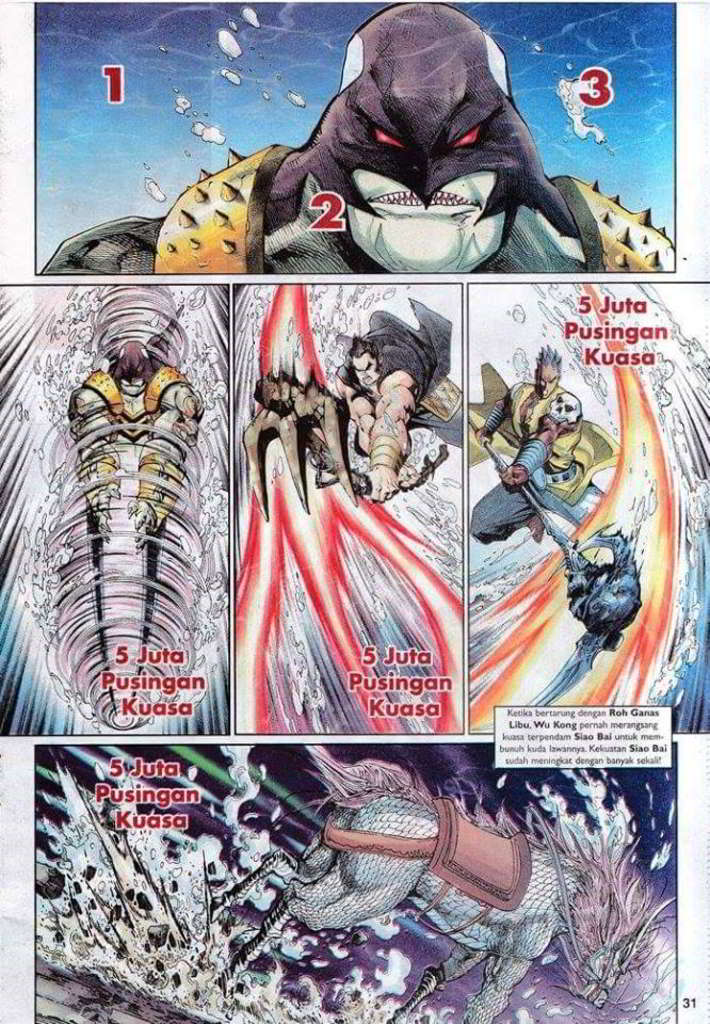 1
3
2
5 Juta
Pusingan
Kuasa
5 Juta
Pusingan
Kuasa
5 Juta
Pusingan
Kuasa
Ketika bertarung dengan Roh Ganas
Libu, Wu Kong pernah merangsang
kuasa terpendam Siao Bai untuk mem-
bunuh kuda lawannya. Kekuatan Siao Bai
sudah meningkat dengan banyak sekali!
5 Juta
Pusingan
Kuasa
31